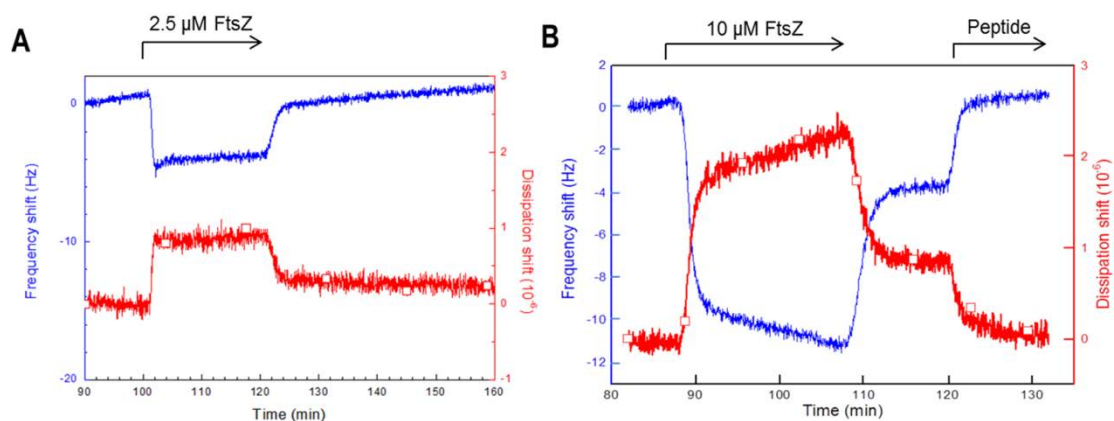 A
2.5 µM FtsZ
Frequency shift (Hz)
0
-10
-20
3
2
1
0
-1
Dissipation shift (10⁻⁶)
90 100 110 120 130 140 150 160
Time (min)
B
10 µM FtsZ
Peptide
Frequency shift (Hz)
2
0
-2
-4
-6
-8
-10
-12
3
2
1
0
Dissipation shift (10⁻⁶)
80 90 100 110 120 130
Time (min)